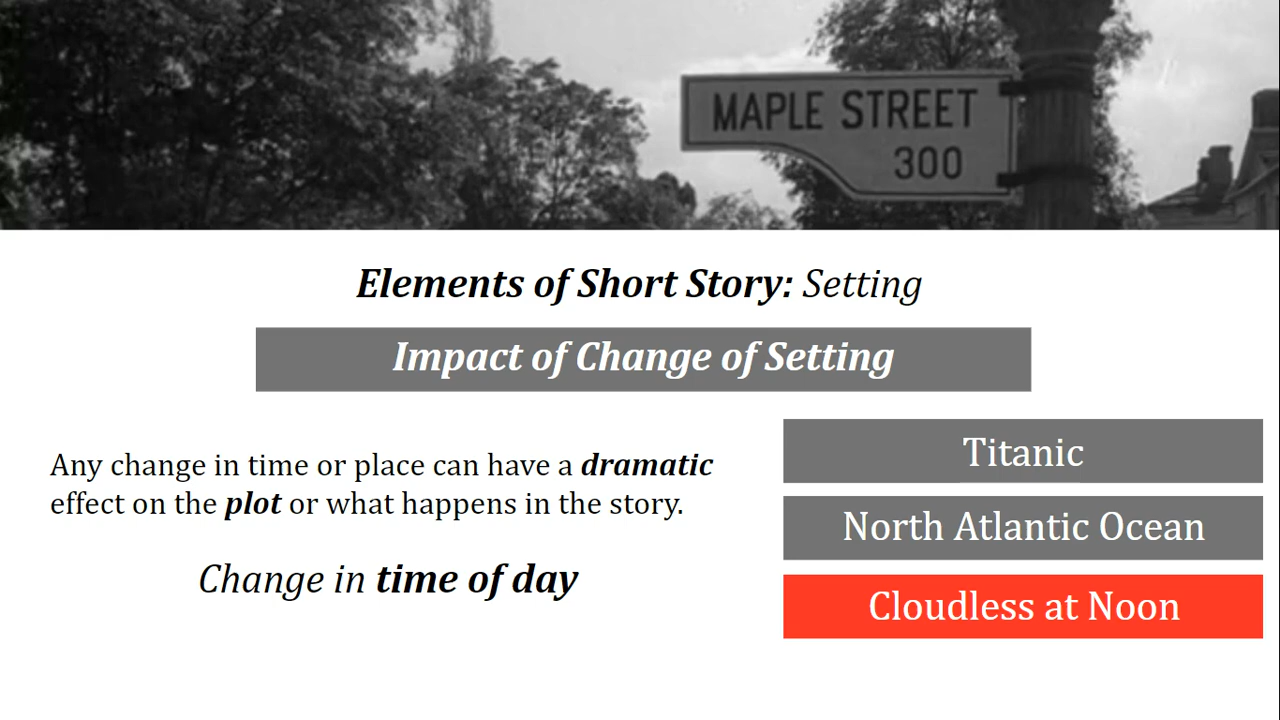 MAPLE STREET
300
Elements of Short Story: Setting
Impact of Change of Setting
Any change in time or place can have a dramatic
effect on the plot or what happens in the story.
Change in time of day
Titanic
North Atlantic Ocean
Cloudless at Noon